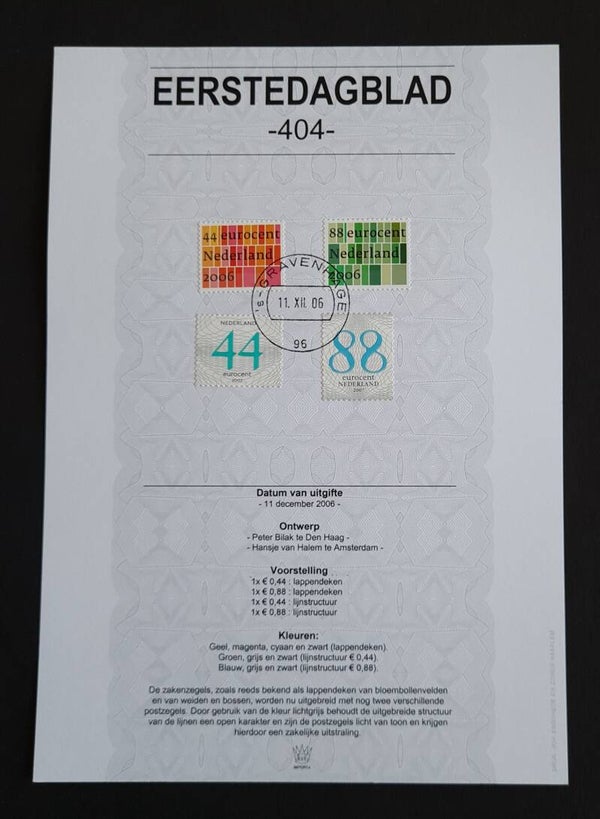 EERSTEDAGBLAD
-404-
44 eurocent
Nederland
2006
88 eurocent
Nederland
2006
's-GRAVENHAGE
11. XII. 06
96
NEDERLAND
44
eurocent
88
eurocent
NEDERLAND
2007
Datum van uitgifte
- 11 december 2006 -
Ontwerp
- Peter Bilak te Den Haag -
- Hansje van Halem te Amsterdam -
Voorstelling
1x € 0,44 : lappendeken
1x € 0,88 : lappendeken
1x € 0,44 : lijnstructuur
1x € 0,88 : lijnstructuur
Kleuren:
Geel, magenta, cyaan en zwart (lappendeken).
Groen, grijs en zwart (lijnstructuur € 0,44).
Blauw, grijs en zwart (lijnstructuur € 0,88).
De zakenzegels, zoals reeds bekend als lappendeken van bloembollenvelden
en van weiden en bossen, worden nu uitgebreid met nog twee verschillende
postzegels. Door gebruik van de kleur lichtgrijs behoudt de uitgebreide structuur
van de lijnen een open karakter en zijn de postzegels licht van toon en krijgen
hierdoor een zakelijke uitstraling.